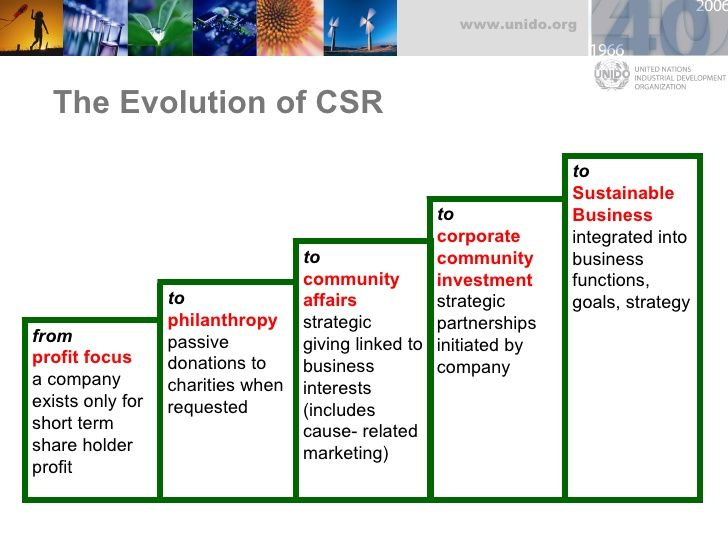 www.unido.org
2006
40
1966
UNIDO
UNITED NATIONS
INDUSTRIAL DEVELOPMENT
ORGANIZATION
The Evolution of CSR
from
profit focus
a company
exists only for
short term
share holder
profit
to
philanthropy
passive
donations to
charities when
requested
to
community
affairs
strategic
giving linked to
business
interests
(includes
cause- related
marketing)
to
corporate
community
investment
strategic
partnerships
initiated by
company
to
Sustainable
Business
integrated into
business
functions,
goals, strategy